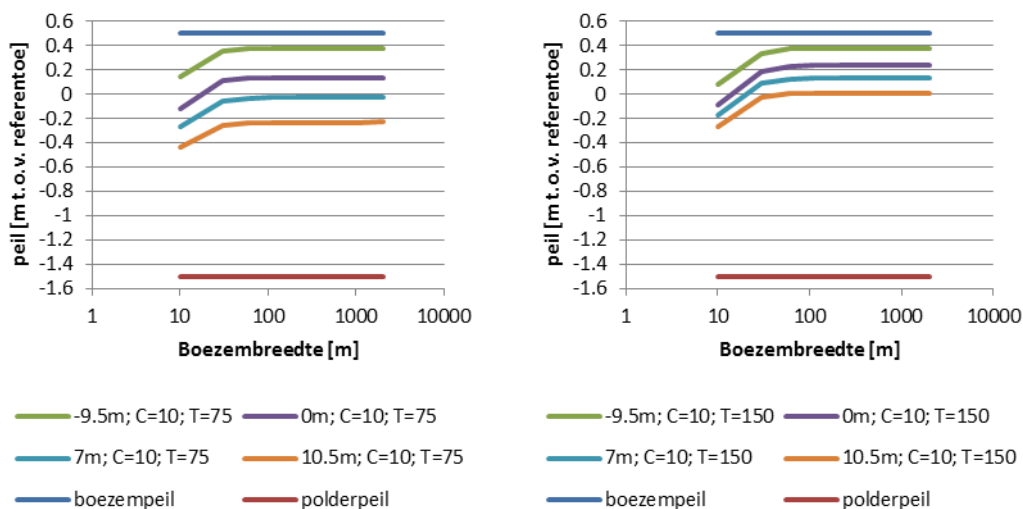 0.6
0.4
0.2
0
-0.2
-0.4
-0.6
-0.8
-1
-1.2
-1.4
-1.6
peil [m t.o.v. referentoe]
1
10
100
1000
10000
Boezembreedte [m]
-9.5m; C=10; T=75
0m; C=10; T=75
7m; C=10; T=75
10.5m; C=10; T=75
boezempeil
polderpeil
0.6
0.4
0.2
0
-0.2
-0.4
-0.6
-0.8
-1
-1.2
-1.4
-1.6
peil [m t.o.v. referentoe]
1
10
100
1000
10000
Boezembreedte [m]
-9.5m; C=10; T=150
0m; C=10; T=150
7m; C=10; T=150
10.5m; C=10; T=150
boezempeil
polderpeil